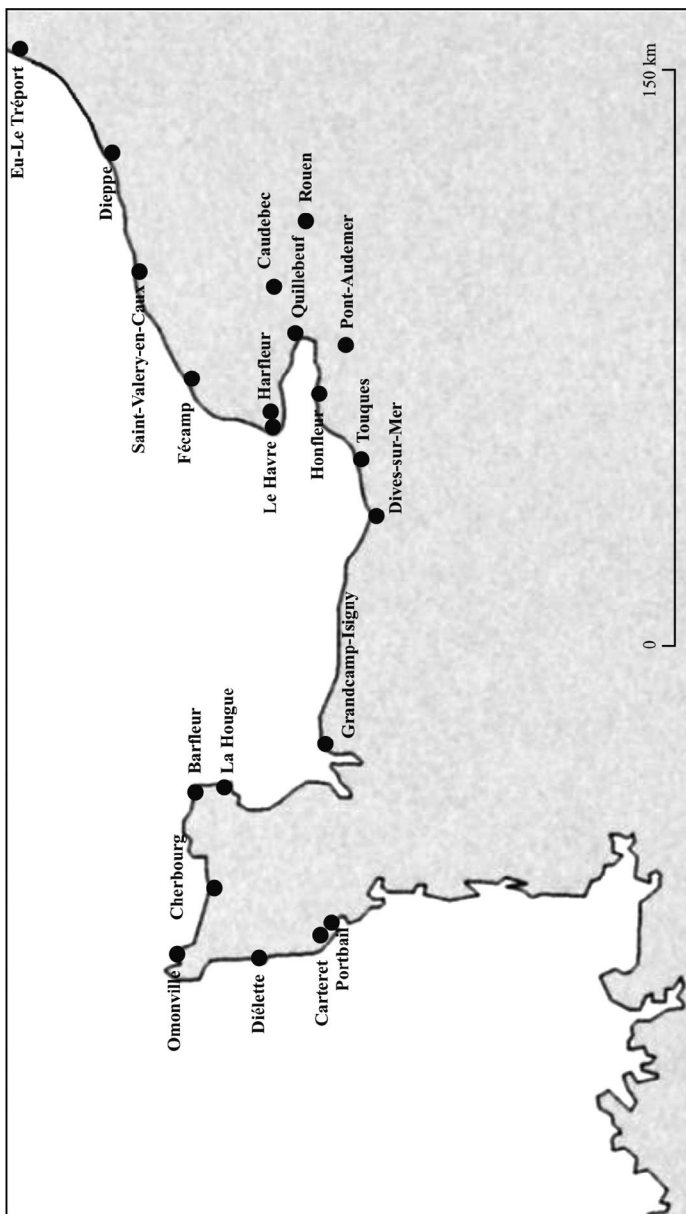 Eu-Le Tréport
Dieppe
Saint-Valery-en-Caux
Fécamp
Caudebec
Rouen
Quillebeuf
Harfleur
Le Havre
Pont-Audemer
Honfleur
Touques
Dives-sur-Mer
Grandcamp-Isigny
Barfleur
La Hougue
Cherbourg
Omonville
Diélette
Carteret
Portbail
0
150 km